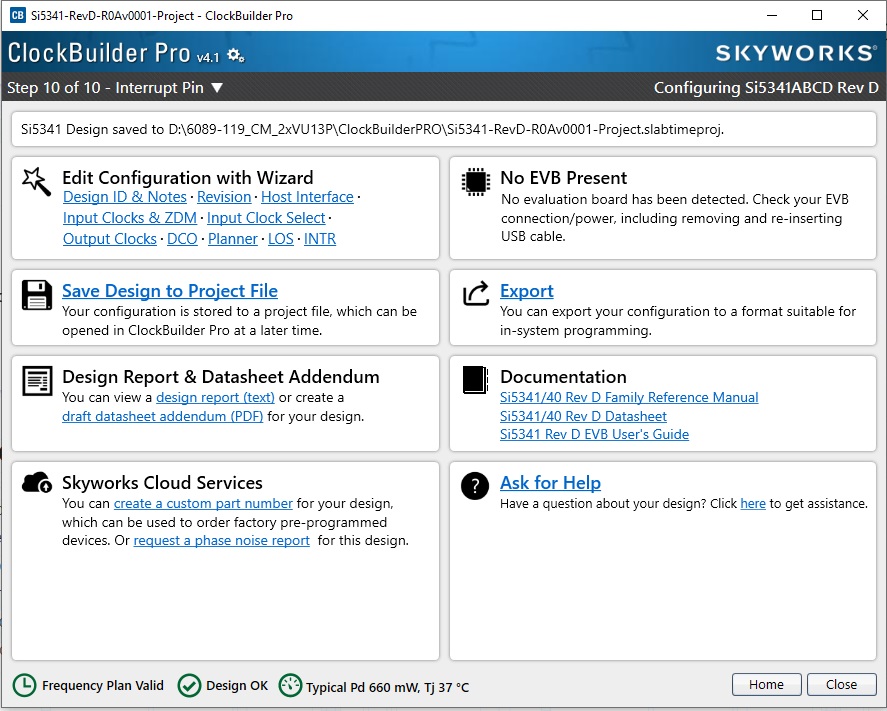 CB Si5341-RevD-R0Av0001-Project - ClockBuilder Pro
ClockBuilder Pro v4.1
SKYWORKS®
Step 10 of 10 - Interrupt Pin ▼
Configuring Si5341ABCD Rev D
Si5341 Design saved to D:\6089-119_CM_2xVU13P\ClockBuilderPRO\Si5341-RevD-R0Av0001-Project.slabtimeproj.
Edit Configuration with Wizard
Design ID & Notes · Revision · Host Interface ·
Input Clocks & ZDM · Input Clock Select ·
Output Clocks · DCO · Planner · LOS · INTR
No EVB Present
No evaluation board has been detected. Check your EVB
connection/power, including removing and re-inserting
USB cable.
Save Design to Project File
Your configuration is stored to a project file, which can be
opened in ClockBuilder Pro at a later time.
Export
You can export your configuration to a format suitable for
in-system programming.
Design Report & Datasheet Addendum
You can view a design report (text) or create a
draft datasheet addendum (PDF) for your design.
Documentation
Si5341/40 Rev D Family Reference Manual
Si5341/40 Rev D Datasheet
Si5341 Rev D EVB User's Guide
Skyworks Cloud Services
You can create a custom part number for your design,
which can be used to order factory pre-programmed
devices. Or request a phase noise report for this design.
?
Ask for Help
Have a question about your design? Click here to get assistance.
Frequency Plan Valid
Design OK
Typical Pd 660 mW, Tj 37 °C
Home
Close